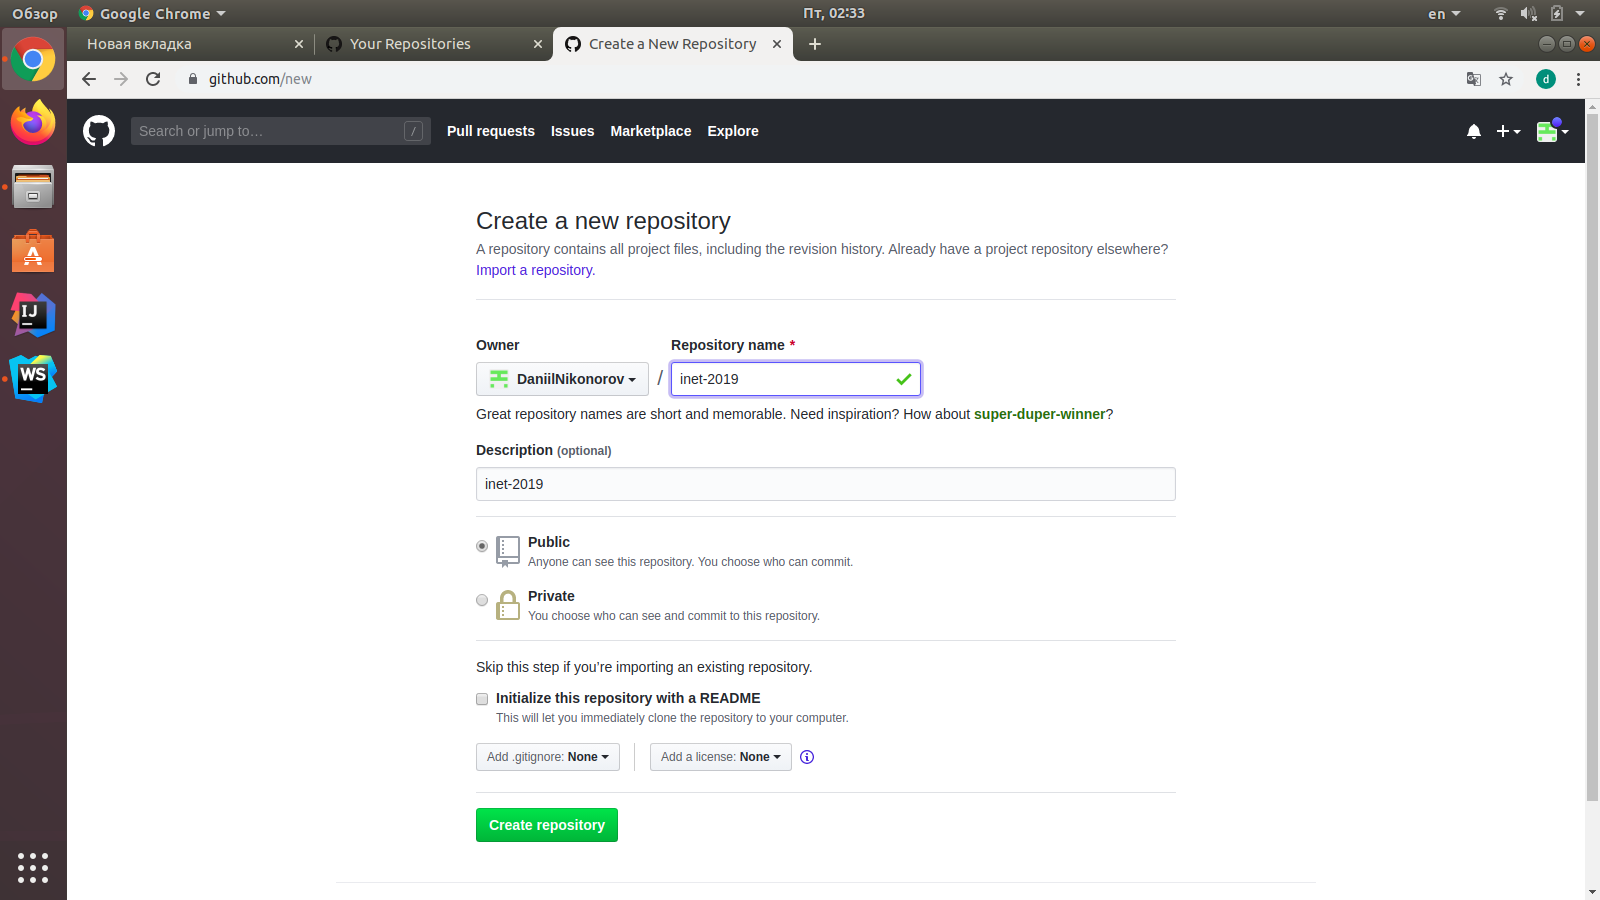 Обзор
Google Chrome
Пт, 02:33
en
Новая вкладка
Your Repositories
Create a New Repository
github.com/new
d
Search or jump to…
/
Pull requests
Issues
Marketplace
Explore
Create a new repository
A repository contains all project files, including the revision history. Already have a project repository elsewhere?
Import a repository.
Owner
Repository name *
DaniilNikonorov
/
inet-2019
Great repository names are short and memorable. Need inspiration? How about super-duper-winner?
Description (optional)
inet-2019
Public
Anyone can see this repository. You choose who can commit.
Private
You choose who can see and commit to this repository.
Skip this step if you’re importing an existing repository.
Initialize this repository with a README
This will let you immediately clone the repository to your computer.
Add .gitignore: None
Add a license: None
Create repository
IJ
WS